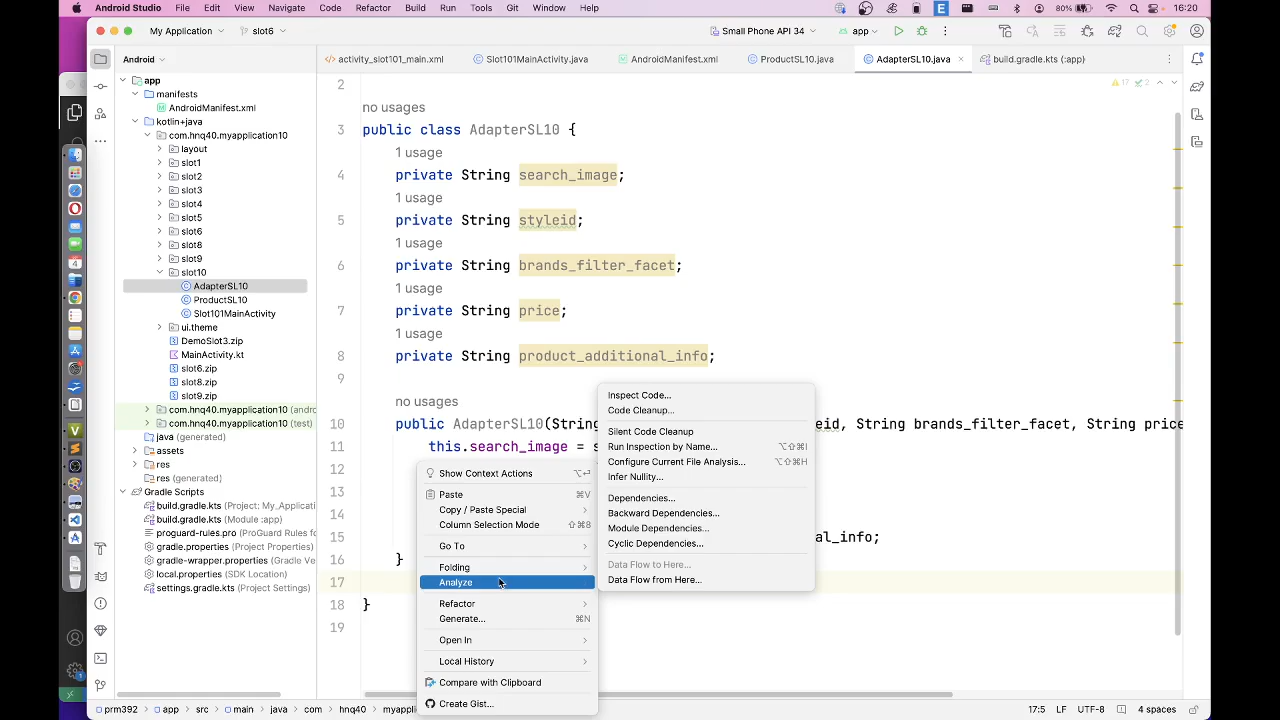 Android Studio File Edit View Navigate Code Refactor Build Run Tools Git Window Help E 80% 16:20
My Application slot6 Small Phone API 34 app
Android
activity_slot101_main.xml Slot101MainActivity.java AndroidManifest.xml ProductSL10.java AdapterSL10.java build.gradle.kts (:app)
app
manifests
AndroidManifest.xml
kotlin+java
com.hnq40.myapplication10
layout
slot1
slot2
slot3
slot4
slot5
slot6
slot8
slot9
slot10
AdapterSL10
ProductSL10
Slot101MainActivity
ui.theme
DemoSlot3.zip
MainActivity.kt
slot6.zip
slot8.zip
slot9.zip
com.hnq40.myapplication10 (andro
com.hnq40.myapplication10 (test)
java (generated)
assets
res
res (generated)
Gradle Scripts
build.gradle.kts (Project: My_Applicati
build.gradle.kts (Module :app)
proguard-rules.pro (ProGuard Rules for
gradle.properties (Project Properties)
gradle-wrapper.properties (Gradle Ve
local.properties (SDK Location)
settings.gradle.kts (Project Settings)
17 2
2
no usages
3 public class AdapterSL10 {
1 usage
4 private String search_image;
1 usage
5 private String styleid;
1 usage
6 private String brands_filter_facet;
1 usage
7 private String price;
1 usage
8 private String product_additional_info;
9
no usages
10 public AdapterSL10(String eid, String brands_filter_facet, String price
11 this.search_image = s
12
13
14
15 al_info;
16 }
17
18 }
19
Show Context Actions ⌥⏎
Paste ⌘V
Copy / Paste Special
Column Selection Mode ⇧⌘8
Go To
Folding
Analyze
Refactor
Generate... ⌘N
Open In
Local History
Compare with Clipboard
Create Gist...
Inspect Code...
Code Cleanup...
Silent Code Cleanup
Run Inspection by Name... ⌥⇧⌘I
Configure Current File Analysis... ⌥⇧⌘H
Infer Nullity...
Dependencies...
Backward Dependencies...
Module Dependencies...
Cyclic Dependencies...
Data Flow to Here...
Data Flow from Here...
prm392 app src main java com hnq40 myappli 17:5 LF UTF-8 4 spaces